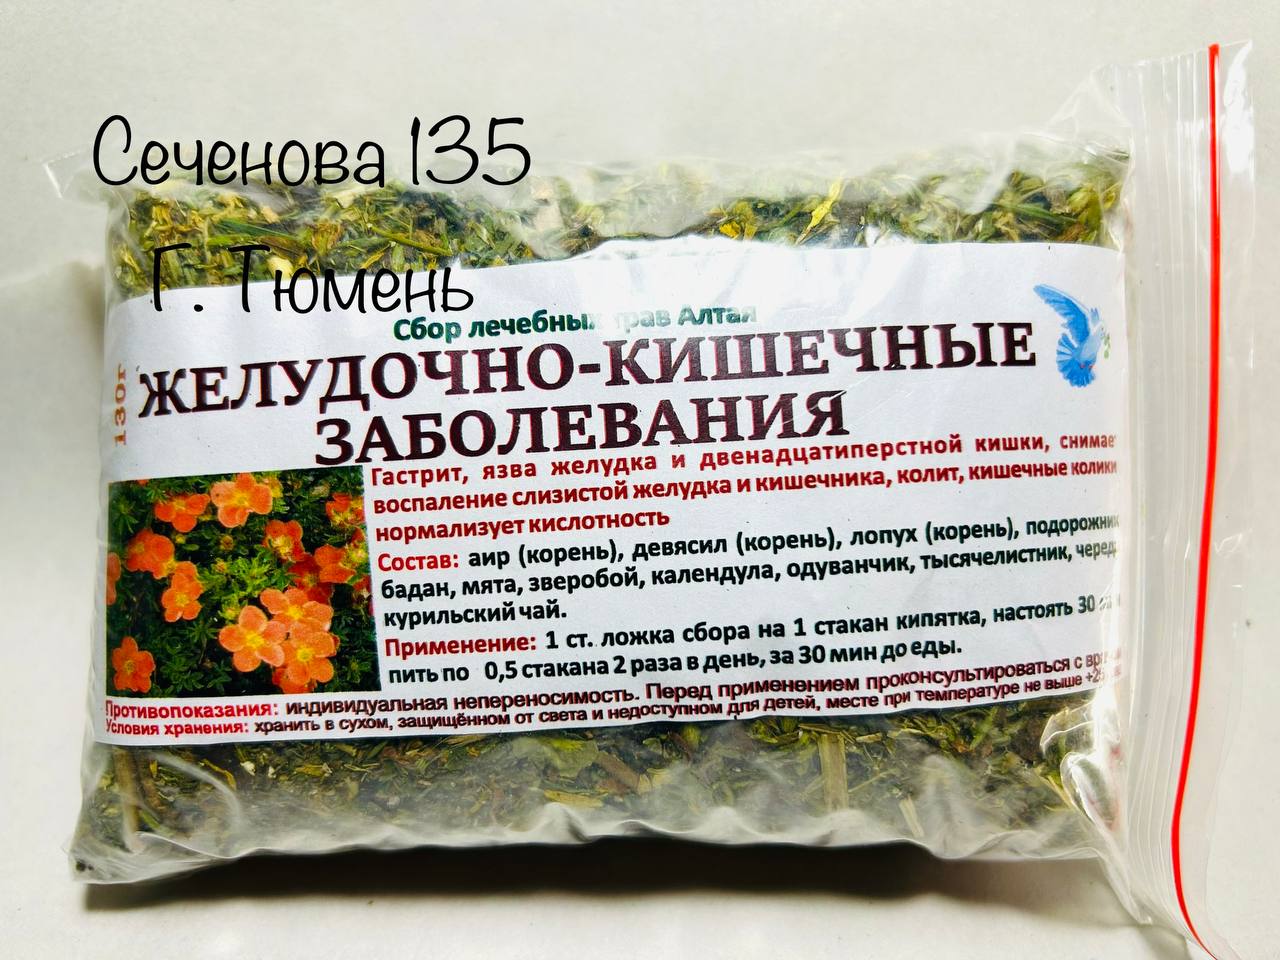 Сеченова 135
Г. Тюмень
130г
Сбор лечебных трав Алтая
ЖЕЛУДОЧНО-КИШЕЧНЫЕ
ЗАБОЛЕВАНИЯ
Гастрит, язва желудка и двенадцатиперстной кишки, снимае
воспаление слизистой желудка и кишечника, колит, кишечные колики
нормализует кислотность
Состав: аир (корень), девясил (корень), лопух (корень), подорожник
бадан, мята, зверобой, календула, одуванчик, тысячелистник, черед
курильский чай.
Применение: 1 ст. ложка сбора на 1 стакан кипятка, настоять 30
пить по 0,5 стакана 2 раза в день, за 30 мин до еды.
Противопоказания: индивидуальная непереносимость. Перед применением проконсультироваться с
Условия хранения: хранить в сухом, защищённом от света и недоступном для детей, месте при температуре не выше